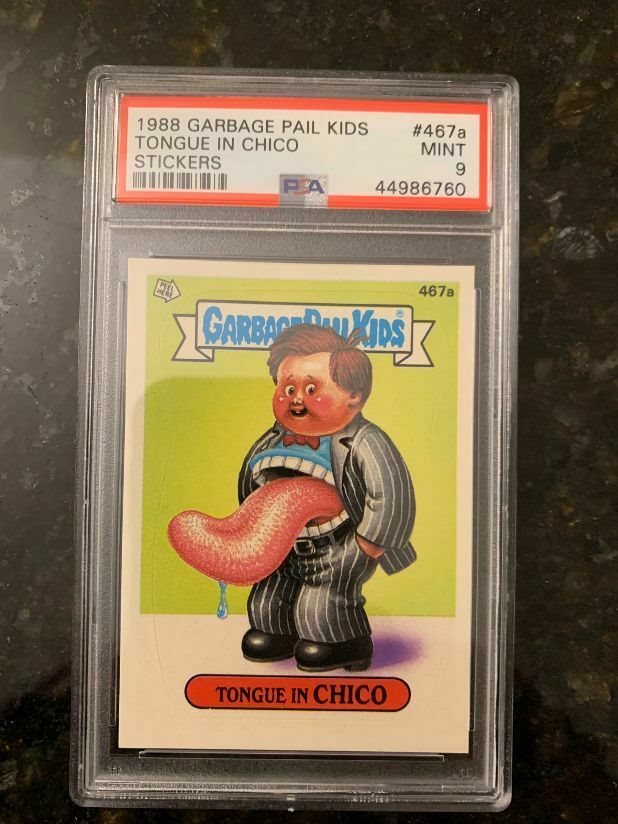 1988 GARBAGE PAIL KIDS #467a
TONGUE IN CHICO MINT
STICKERS 9
PSA 44986760
PEEL HERE
467a
GARBAGE PAIL KIDS®
TONGUE IN CHICO